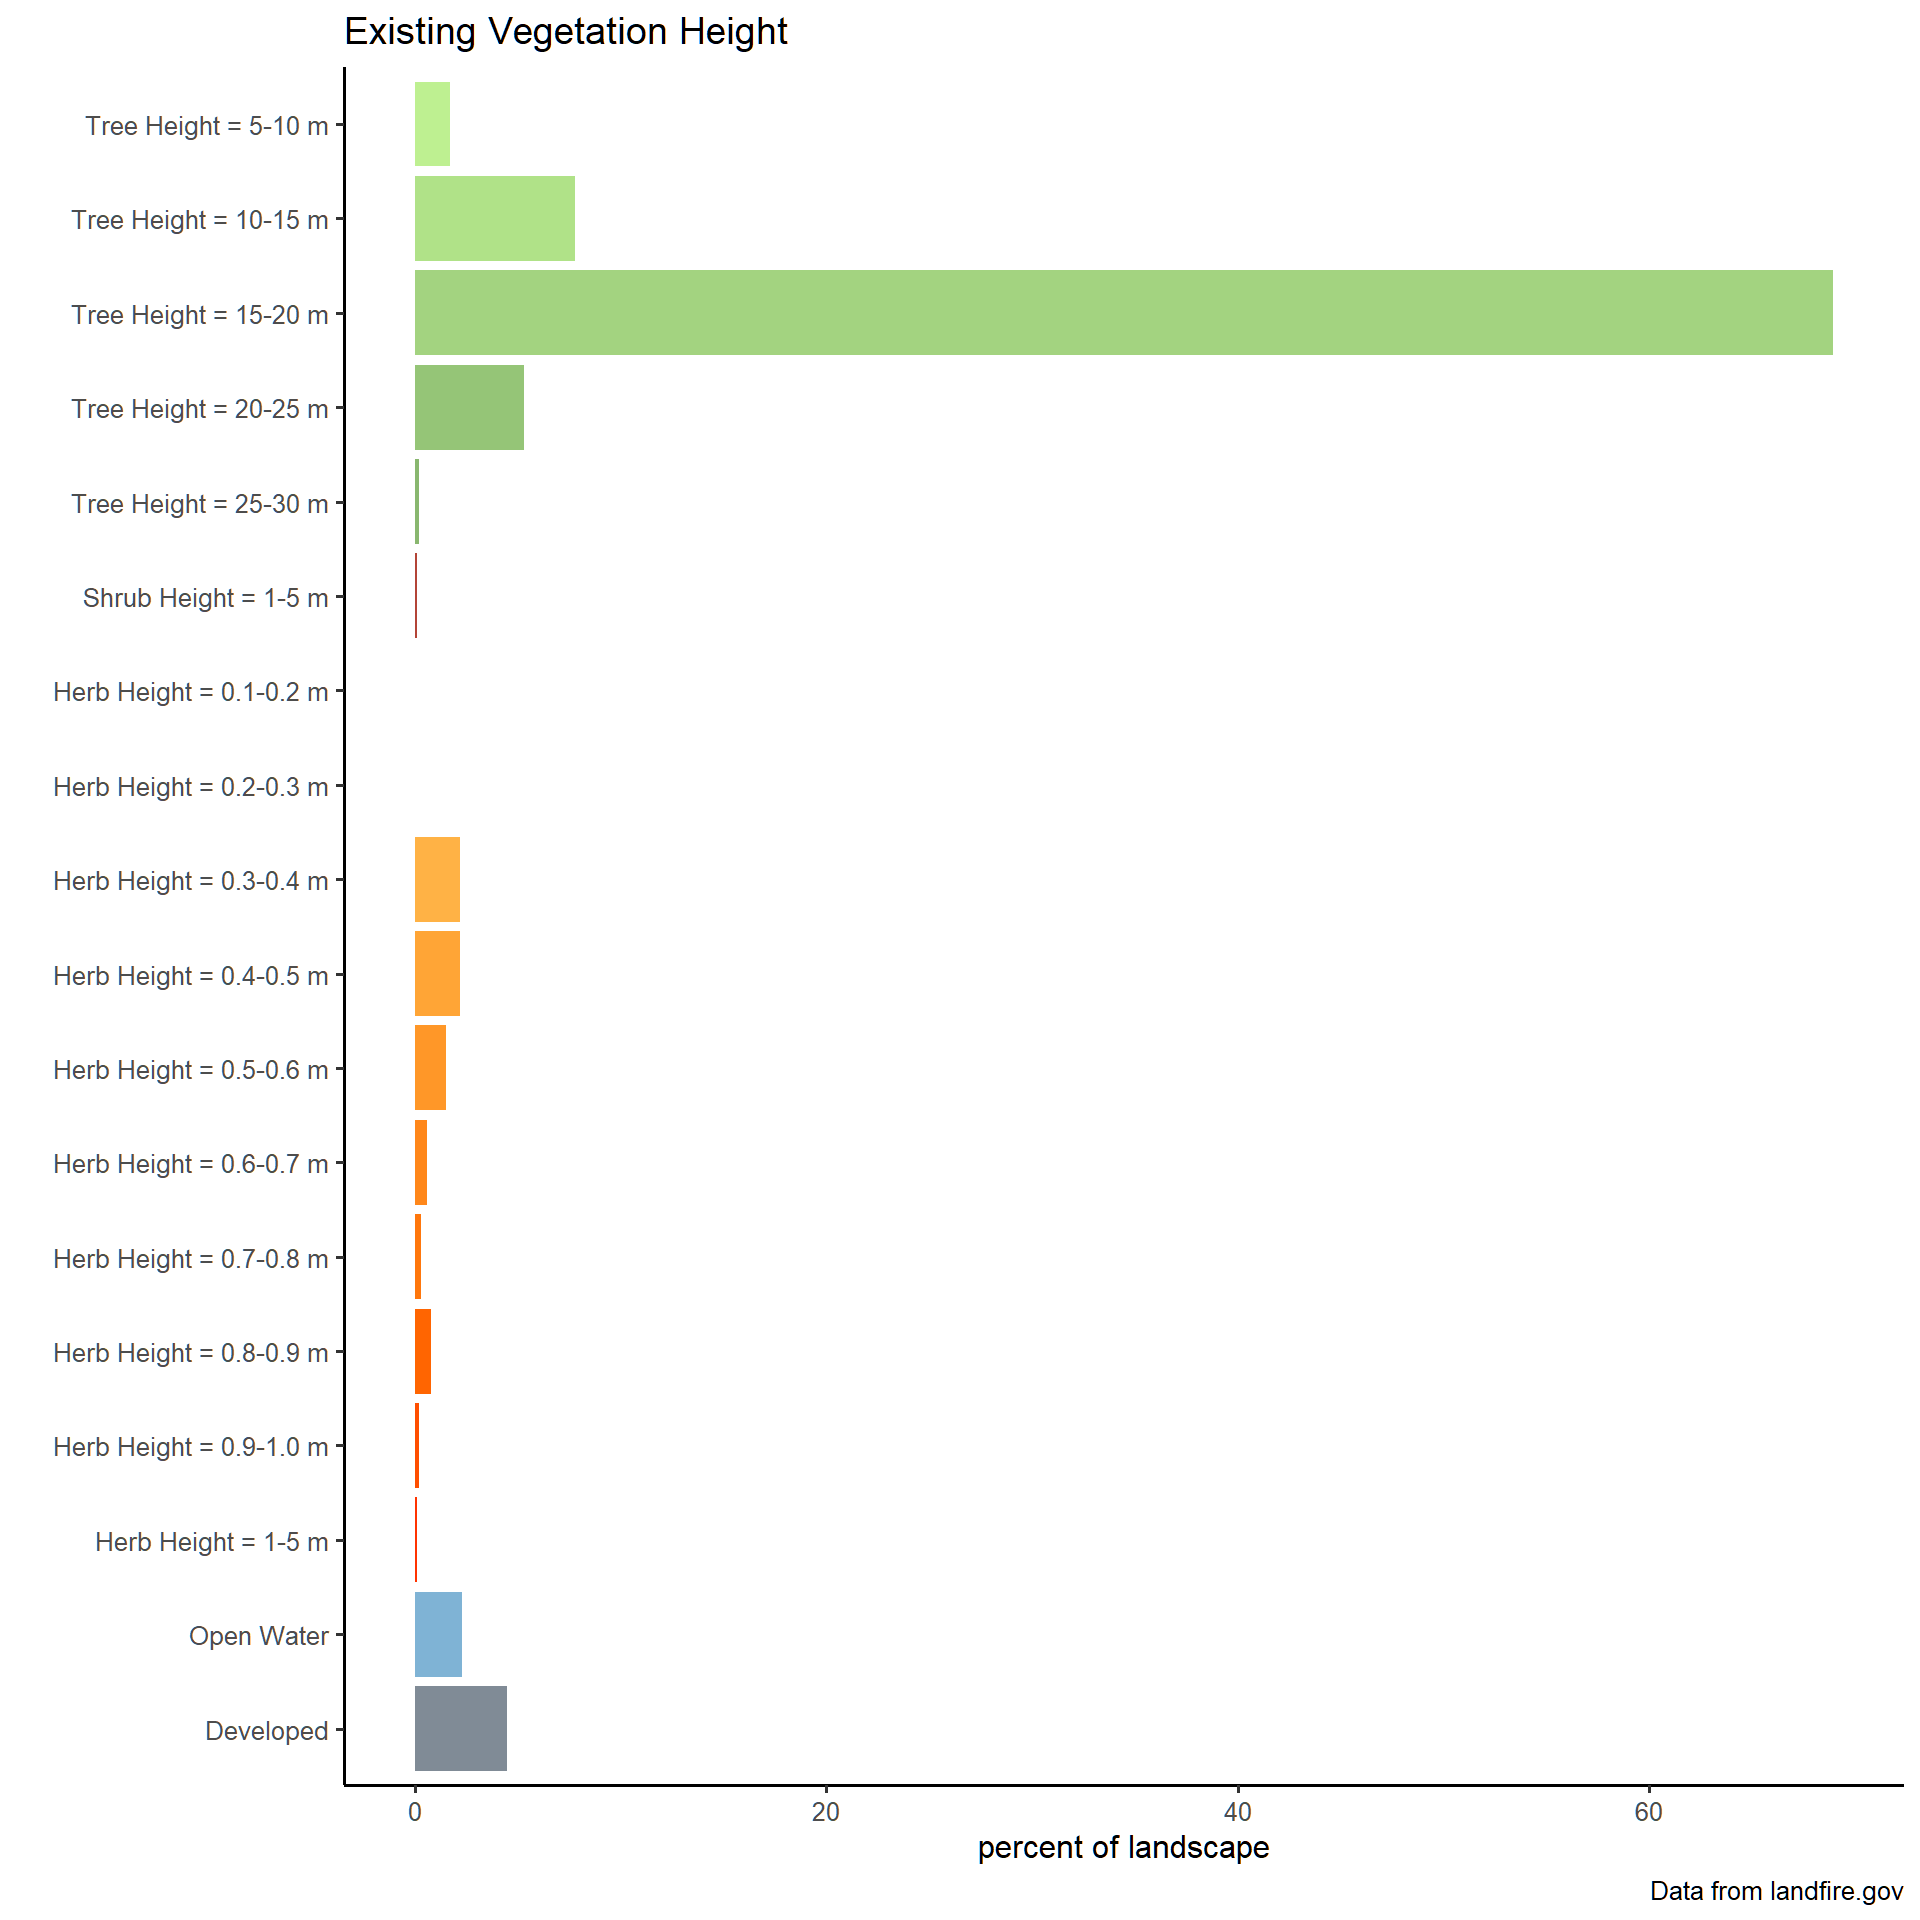 Existing Vegetation Height
Tree Height = 5-10 m
Tree Height = 10-15 m
Tree Height = 15-20 m
Tree Height = 20-25 m
Tree Height = 25-30 m
Shrub Height = 1-5 m
Herb Height = 0.1-0.2 m
Herb Height = 0.2-0.3 m
Herb Height = 0.3-0.4 m
Herb Height = 0.4-0.5 m
Herb Height = 0.5-0.6 m
Herb Height = 0.6-0.7 m
Herb Height = 0.7-0.8 m
Herb Height = 0.8-0.9 m
Herb Height = 0.9-1.0 m
Herb Height = 1-5 m
Open Water
Developed
0 20 40 60
percent of landscape
Data from landfire.gov